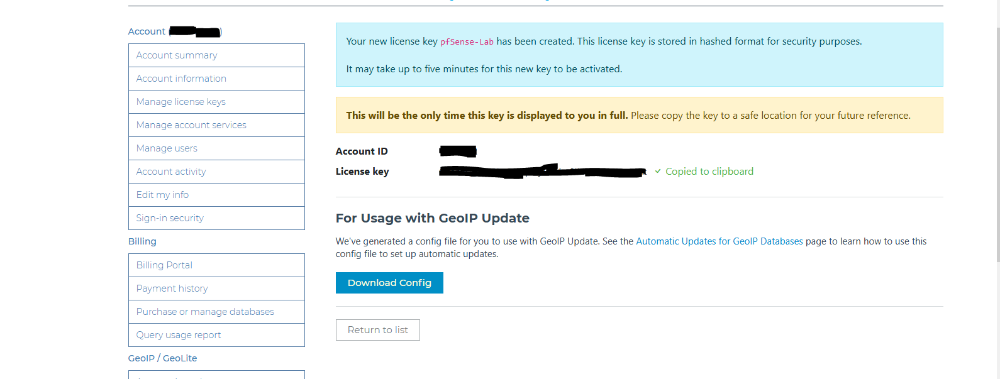 Account (
Account summary
Account information
Manage license keys
Manage account services
Manage users
Account activity
Edit my info
Sign-in security
Billing
Billing Portal
Payment history
Purchase or manage databases
Query usage report
GeoIP / GeoLite
Your new license key pfSense-Lab has been created. This license key is stored in hashed format for security purposes.
It may take up to five minutes for this new key to be activated.
This will be the only time this key is displayed to you in full. Please copy the key to a safe location for your future reference.
Account ID
License key ✓ Copied to clipboard
For Usage with GeoIP Update
We've generated a config file for you to use with GeoIP Update. See the Automatic Updates for GeoIP Databases page to learn how to use this
config file to set up automatic updates.
Download Config
Return to list